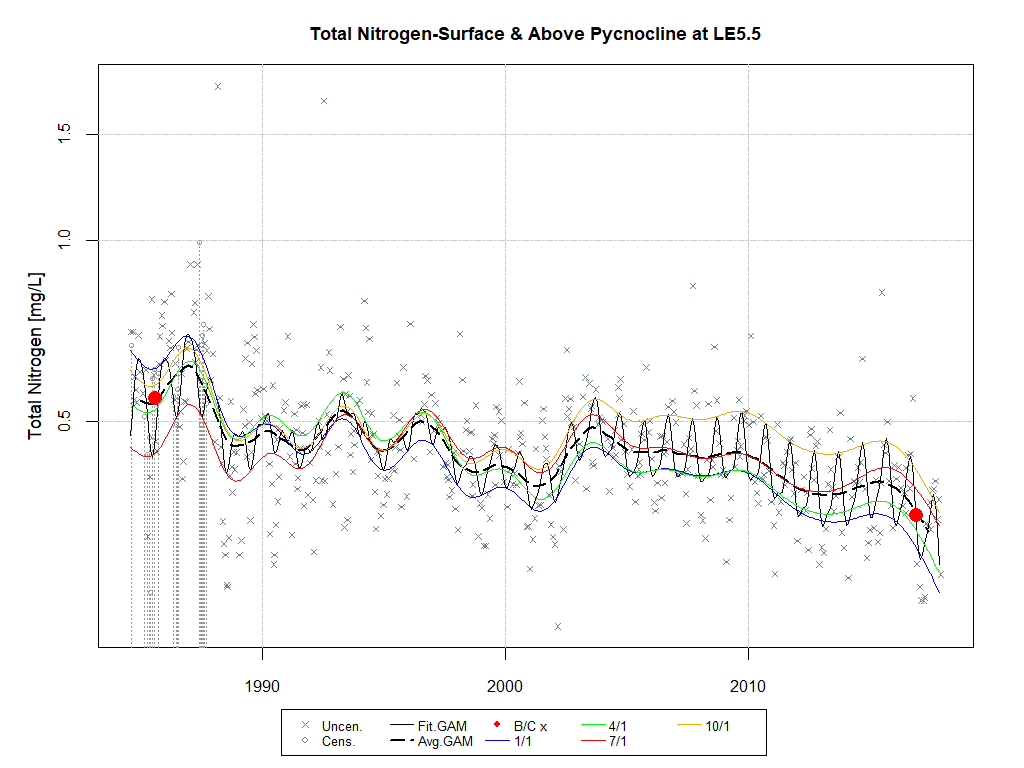 Total Nitrogen-Surface & Above Pycnocline at LE5.5
Total Nitrogen [mg/L]
1.5
1.0
0.5
1990 2000 2010
Uncen. Fit.GAM B/C x 4/1 10/1
Cens. Avg.GAM 1/1 7/1